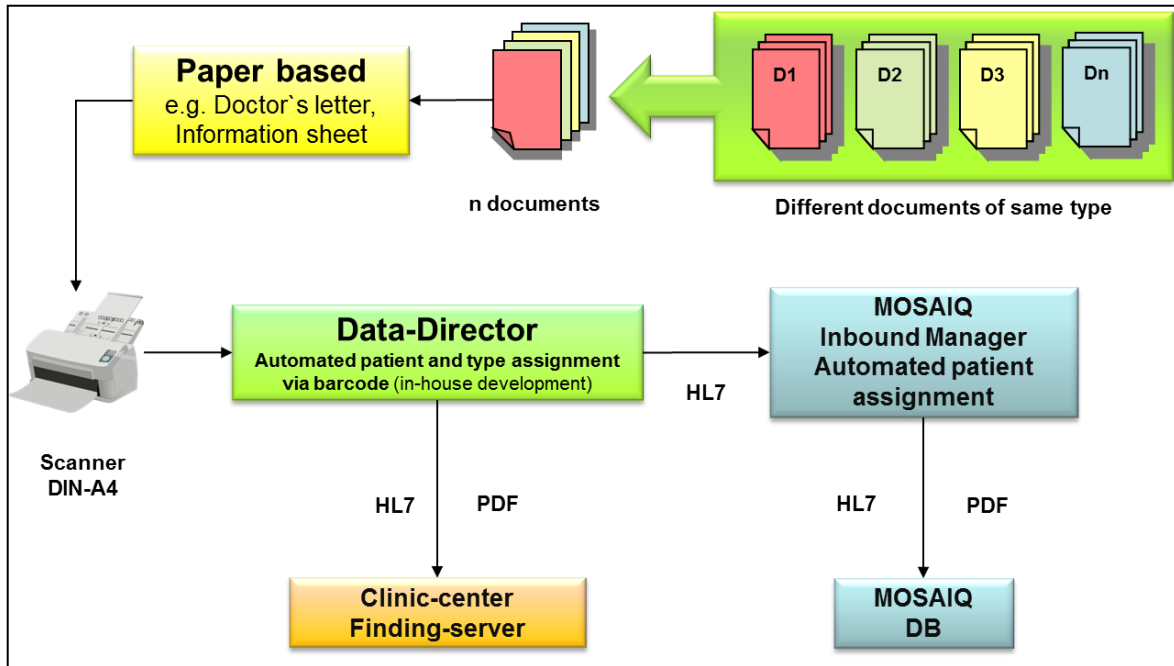 Paper based
e.g. Doctor`s letter,
Information sheet
n documents
D1
D2
D3
Dn
Different documents of same type
Scanner
DIN-A4
Data-Director
Automated patient and type assignment
via barcode (in-house development)
HL7
MOSAIQ
Inbound Manager
Automated patient
assignment
HL7
PDF
HL7
PDF
Clinic-center
Finding-server
MOSAIQ
DB